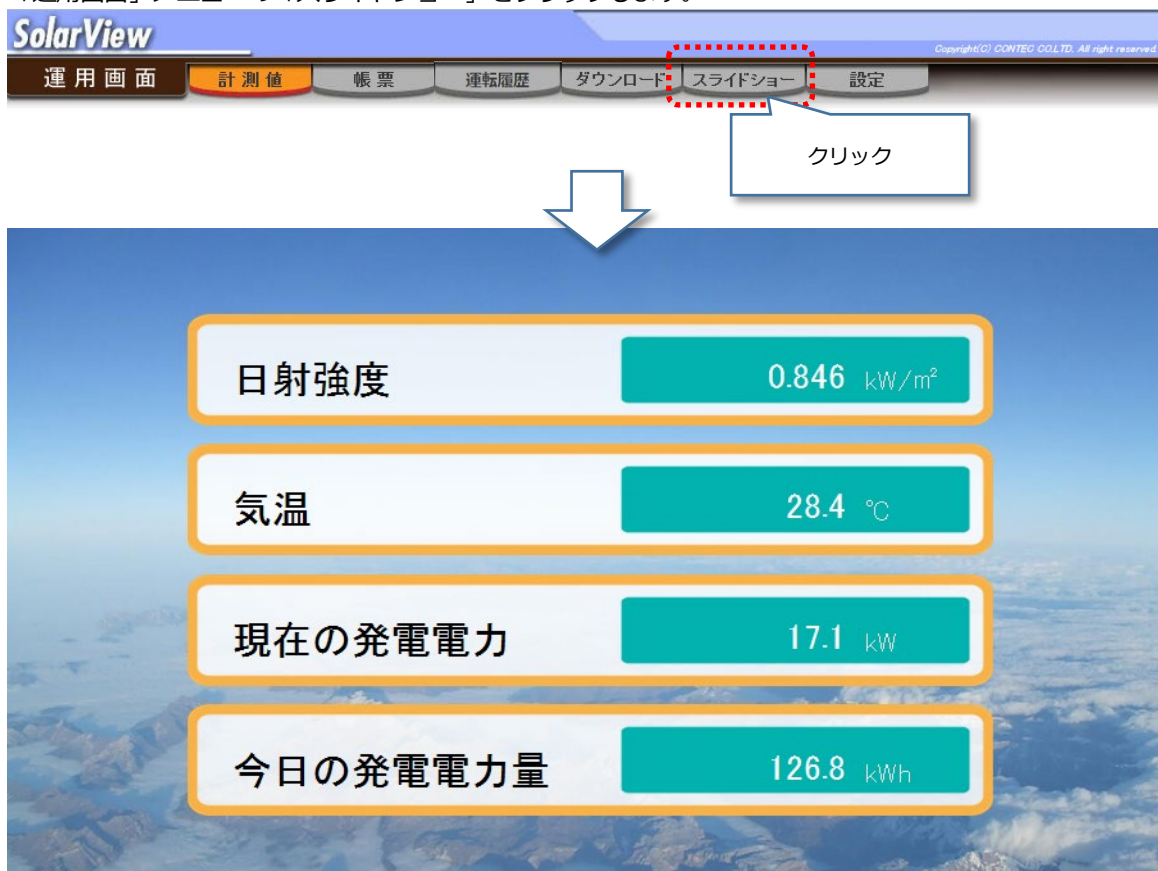 SolarView
Copyright(C) CONTEC CO.,LTD. All right reserved.
運用画面 計測値 帳票 運転履歴 ダウンロード スライドショー 設定
クリック
日射強度 0.846 kW/m²
気温 28.4 ℃
現在の発電電力 17.1 kW
今日の発電電力量 126.8 kWh